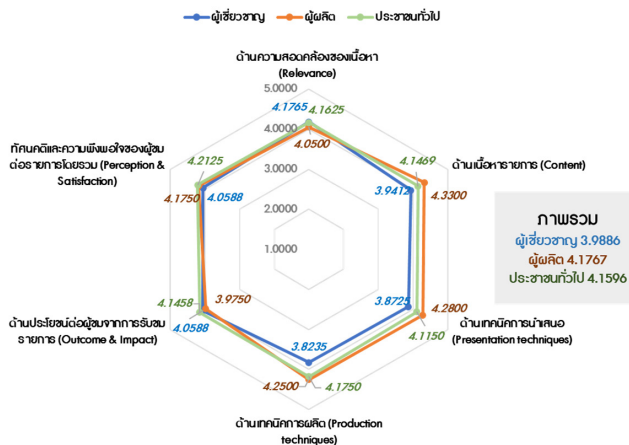 ผู้เชี่ยวชาญ ผู้ผลิต ประชาชนทั่วไป
ด้านความสอดคล้องของเนื้อหา
(Relevance)
5.0000
4.1765 4.1625
4.0000
4.0500
3.0000
2.0000
1.0000
ด้านเนื้อหารายการ (Content)
4.1469
3.9412
4.3300
ด้านเทคนิคการนำเสนอ
(Presentation techniques)
3.8725
4.2800
4.1150
ด้านเทคนิคการผลิต (Production
techniques)
3.8235
4.2500
4.1750
ด้านประโยชน์ต่อผู้ชมจากการรับชม
รายการ (Outcome & Impact)
3.9750
4.1458
4.0588
ทัศนคติและความพึงพอใจของผู้ชม
ต่อรายการโดยรวม (Perception &
Satisfaction)
4.2125
4.1750
4.0588
ภาพรวม
ผู้เชี่ยวชาญ 3.9886
ผู้ผลิต 4.1767
ประชาชนทั่วไป 4.1596